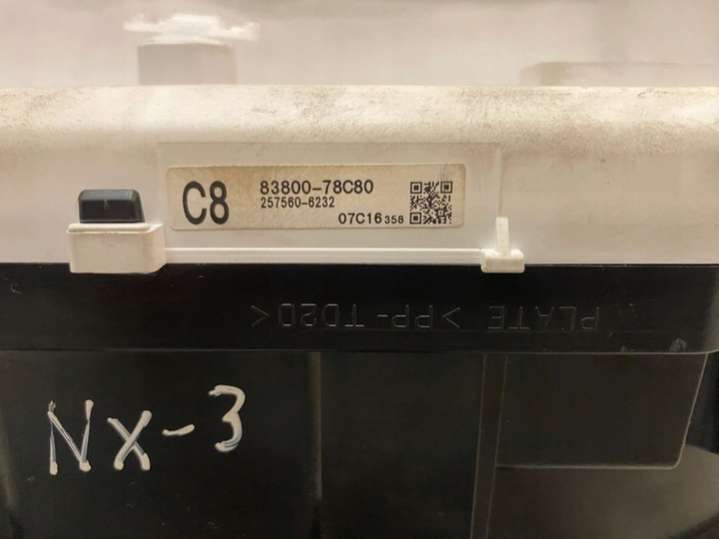 C8
83800-78C80
257560-6232
07C16 358
PLATE >PP-TD20<
NX-3